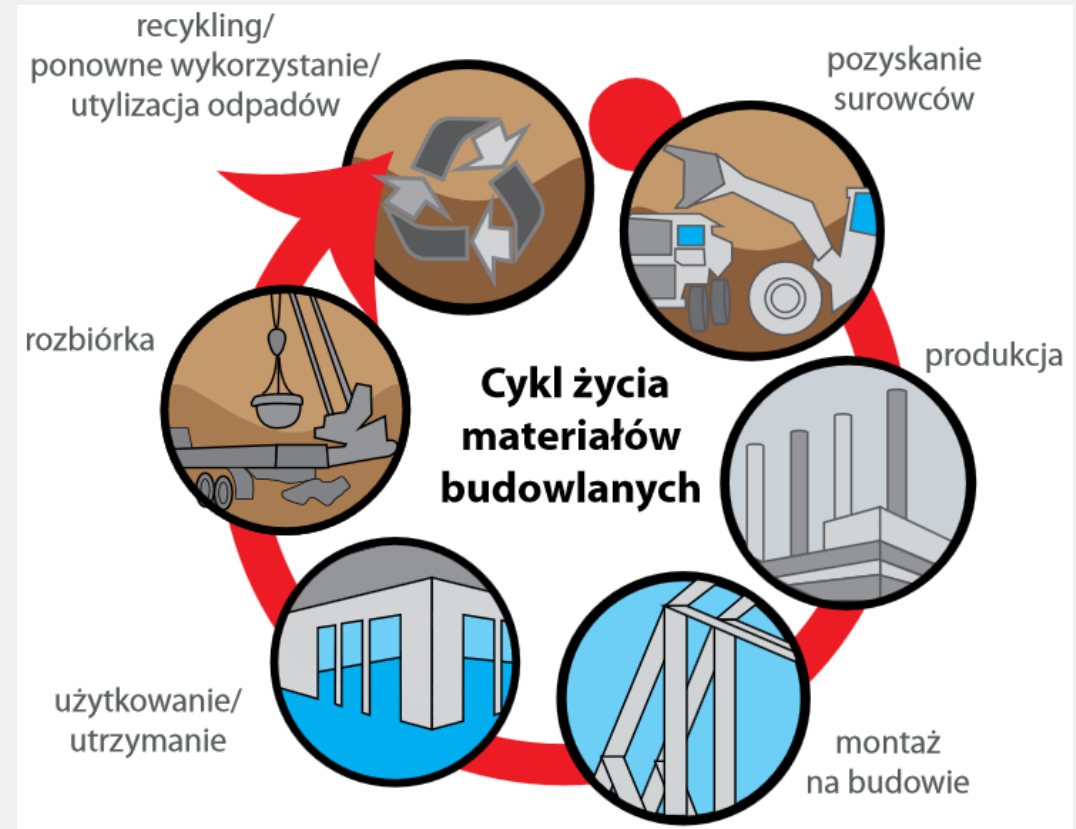 recykling/
ponowne wykorzystanie/
utylizacja odpadów
pozyskanie
surowców
rozbiórka
produkcja
Cykl życia
materiałów
budowlanych
użytkowanie/
utrzymanie
montaż
na budowie